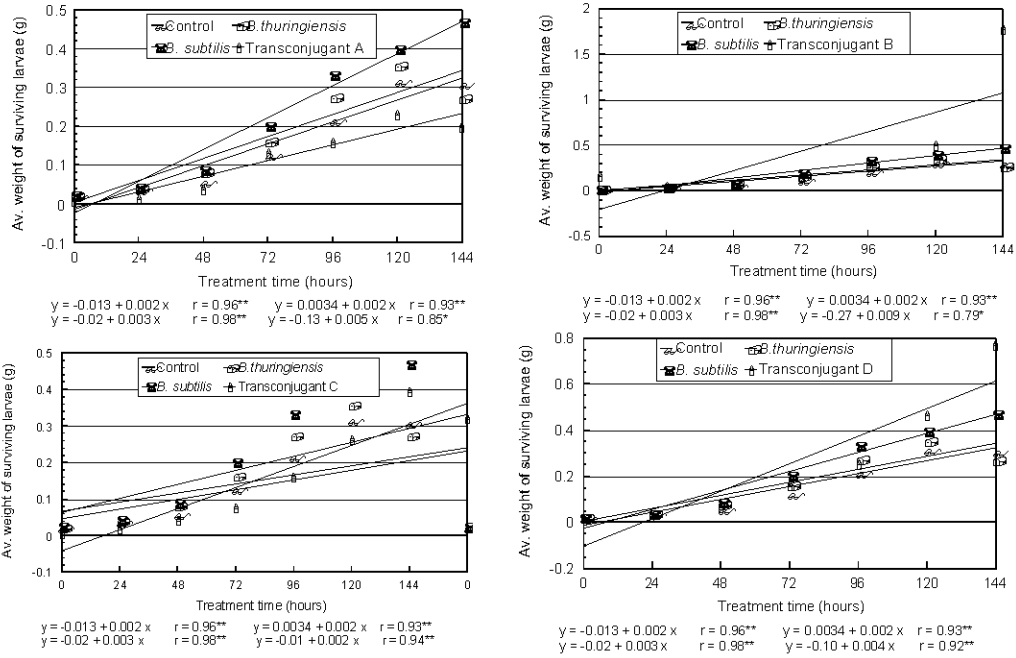 Control B.thuringiensis
B. subtilis Transconjugant A
Av. weight of surviving larvae (g)
0.5
0.4
0.3
0.2
0.1
0
-0.1
0 24 48 72 96 120 144
Treatment time (hours)
y = -0.013 + 0.002 x r = 0.96** y = 0.0034 + 0.002 x r = 0.93**
y = -0.02 + 0.003 x r = 0.98** y = -0.13 + 0.005 x r = 0.85*
Control B.thuringiensis
B. subtilis Transconjugant B
Av. weight of surviving larvae (g)
2
1.5
1
0.5
0
-0.5
0 24 48 72 96 120 144
Treatment time (hours)
y = -0.013 + 0.002 x r = 0.96** y = 0.0034 + 0.002 x r = 0.93**
y = -0.02 + 0.003 x r = 0.98** y = -0.27 + 0.009 x r = 0.79*
Control B.thuringiensis
B. subtilis Transconjugant C
Av. weight of surviving larvae (g)
0.5
0.4
0.3
0.2
0.1
0
-0.1
0 24 48 72 96 120 144 0
Treatment time (hours)
y = -0.013 + 0.002 x r = 0.96** y = 0.0034 + 0.002 x r = 0.93**
y = -0.02 + 0.003 x r = 0.98** y = -0.01 + 0.002 x r = 0.94**
Control B.thuringiensis
B. subtilis Transconjugant D
Av. weight of surviving larvae (g)
0.8
0.6
0.4
0.2
0
-0.2
0 24 48 72 96 120 144
Treatment time (hours)
y = -0.013 + 0.002 x r = 0.96** y = 0.0034 + 0.002 x r = 0.93**
y = -0.02 + 0.003 x r = 0.98** y = -0.10 + 0.004 x r = 0.92**